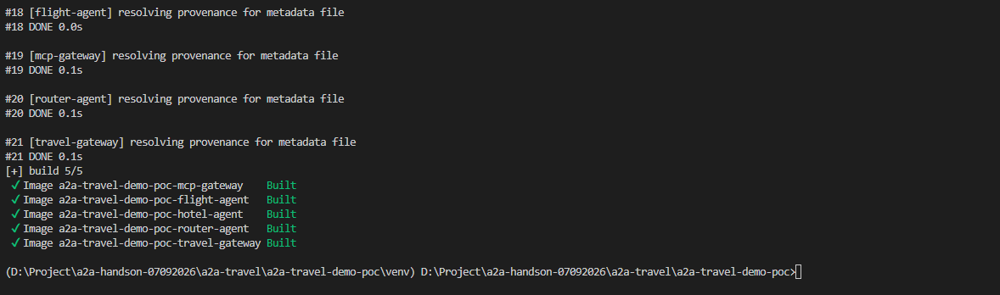 #18 [flight-agent] resolving provenance for metadata file
#18 DONE 0.0s
#19 [mcp-gateway] resolving provenance for metadata file
#19 DONE 0.1s
#20 [router-agent] resolving provenance for metadata file
#20 DONE 0.1s
#21 [travel-gateway] resolving provenance for metadata file
#21 DONE 0.1s
[+] build 5/5
✓ Image a2a-travel-demo-poc-mcp-gateway    Built
✓ Image a2a-travel-demo-poc-flight-agent   Built
✓ Image a2a-travel-demo-poc-hotel-agent    Built
✓ Image a2a-travel-demo-poc-router-agent   Built
✓ Image a2a-travel-demo-poc-travel-gateway Built
(D:\Project\a2a-handson-07092026\a2a-travel\a2a-travel-demo-poc\venv) D:\Project\a2a-handson-07092026\a2a-travel\a2a-travel-demo-poc>